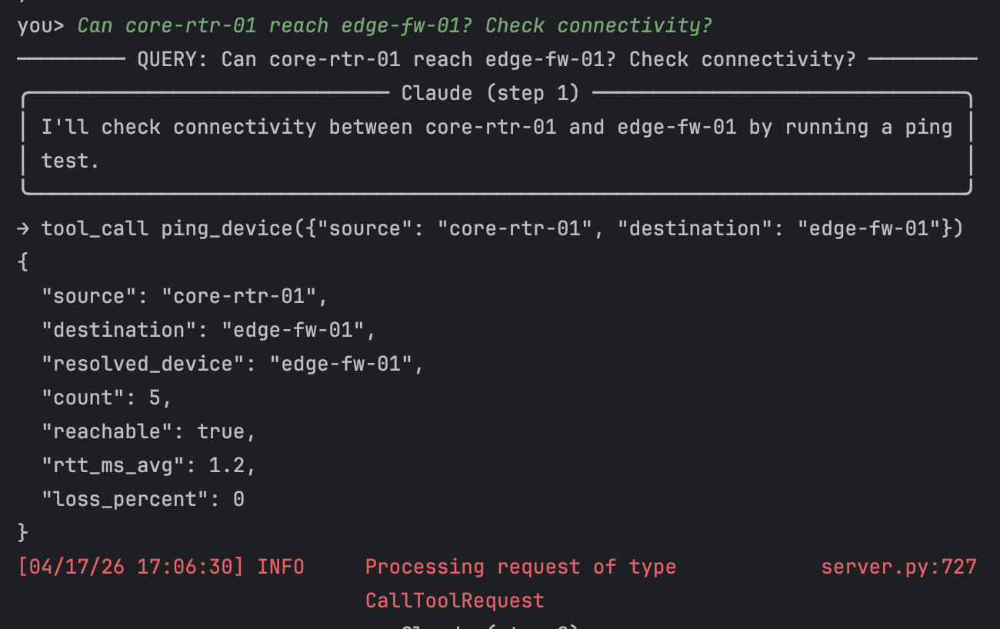 you> Can core-rtr-01 reach edge-fw-01? Check connectivity?
QUERY: Can core-rtr-01 reach edge-fw-01? Check connectivity?
Claude (step 1)
I'll check connectivity between core-rtr-01 and edge-fw-01 by running a ping
test.
→ tool_call ping_device({"source": "core-rtr-01", "destination": "edge-fw-01"})
{
  "source": "core-rtr-01",
  "destination": "edge-fw-01",
  "resolved_device": "edge-fw-01",
  "count": 5,
  "reachable": true,
  "rtt_ms_avg": 1.2,
  "loss_percent": 0
}
[04/17/26 17:06:30] INFO     Processing request of type            server.py:727
                             CallToolRequest